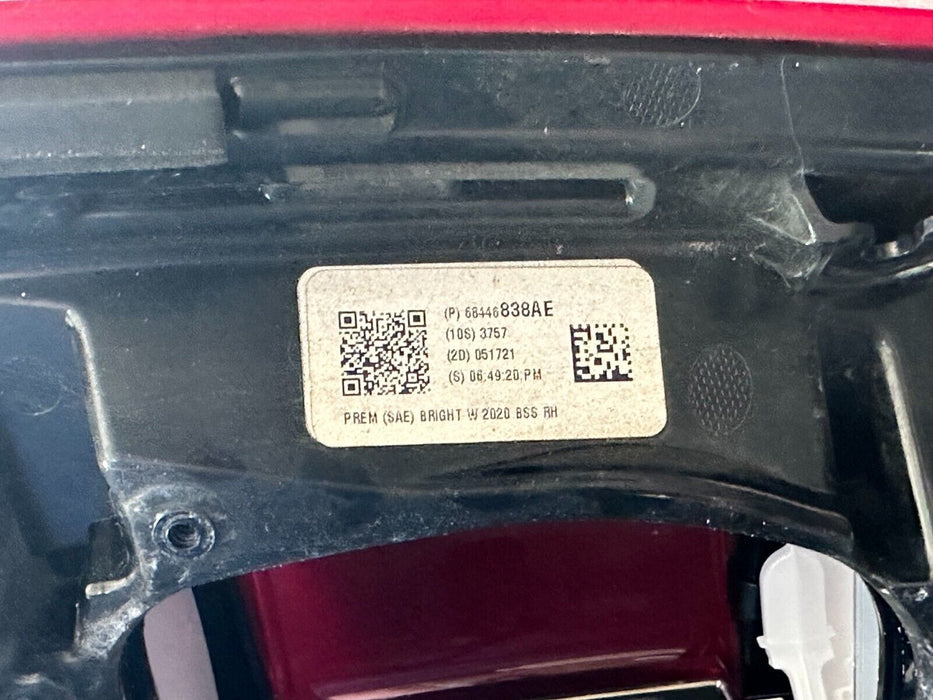 (P) 68446838AE
(10S) 3757
(2D) 051721
(S) 06:49:20:PM
PREM (SAE) BRIGHT W 2020 BSS RH